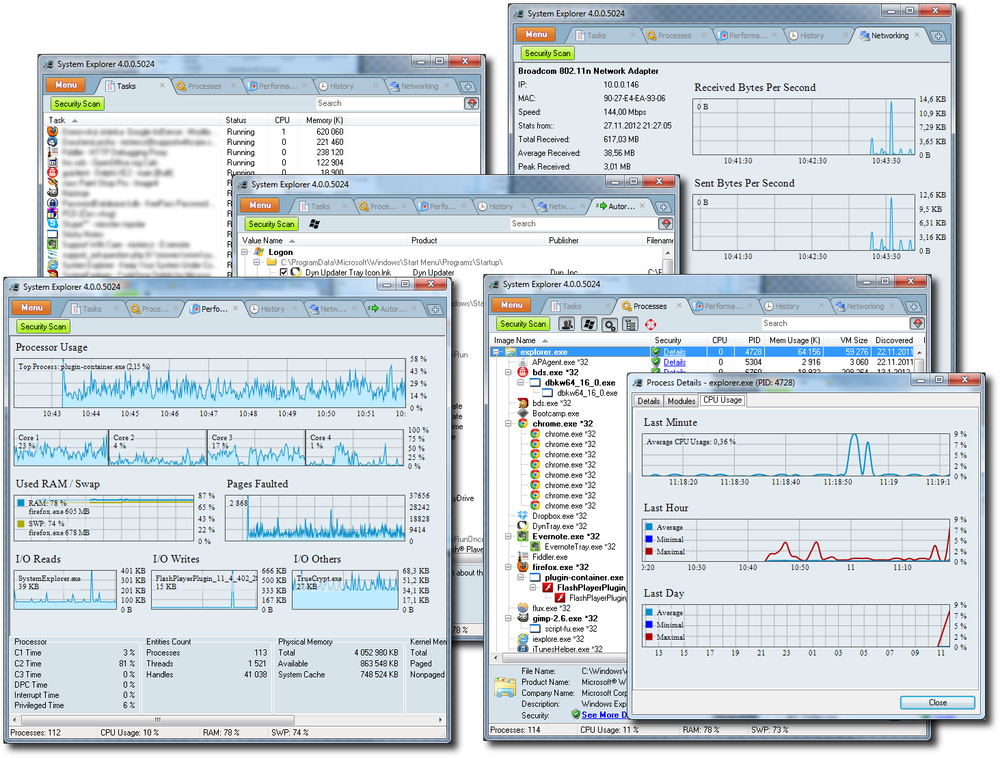 System Explorer 4.0.0.5024
Menu
Tasks
Processes
Performa...
History
Networking
Security Scan
Broadcom 802.11n Network Adapter
IP: 10.0.0.146
MAC: 90-27-E4-EA-93-06
Speed: 144,00 Mbps
Stats from:: 27.11.2012 21:27:05
Total Received: 617,03 MB
Average Received: 38,56 MB
Peak Received: 3,01 MB
Received Bytes Per Second
0 B
14,6 KB
10,9 KB
7,29 KB
3,65 KB
0 B
10:41:30 10:42:30 10:43:30
Sent Bytes Per Second
0 B
12,6 KB
9,5 KB
6,31 KB
3,16 KB
0 B
10:41:30 10:42:30 10:43:30
System Explorer 4.0.0.5024
Menu
Tasks
Processes
Performa...
History
Networking
Security Scan
Search
Task Status CPU Memory (K)
Running 1 620 060
Running 0 221 460
Running 0 238 120
Running 0 122 904
Running 0 18 900
System Explorer 4.0.0.5024
Menu
Tasks
Proce...
Perfo...
History
Netw...
Autor...
Security Scan
Search
Value Name Product Publisher Filename
Logon
C:\ProgramData\Microsoft\Windows\Start Menu\Programs\Startup\
Dyn Updater Tray Icon.lnk Dyn Updater Dyn, Inc.
System Explorer 4.0.0.5024
Menu
Tasks
Proce...
Perfo...
History
Netw...
Autor...
Security Scan
Processor Usage
Top Process: plugin-container.exe (2,15 %)
58 %
43 %
29 %
14 %
0 %
10:43 10:44 10:45 10:46 10:47 10:48 10:49 10:50 10:51 10:
Core 1
23 %
Core 2
4 %
Core 3
17 %
Core 4
1 %
100 %
75 %
50 %
25 %
0 %
Used RAM / Swap
RAM: 78 %
firefox.exe 605 MB
SWP: 74 %
firefox.exe 678 MB
87 %
65 %
43 %
22 %
0 %
Pages Faulted
2 868
37656
28242
18828
9414
0
I/O Reads
SystemExplorer.exe
39 KB
401 KB
301 KB
201 KB
100 KB
0 B
I/O Writes
FlashPlayerPlugin_11_4_402_2
15 KB
666 KB
500 KB
333 KB
167 KB
0 B
I/O Others
TrueCrypt.exe
27 KB
68,3 KB
51,2 KB
34,1 KB
17,1 KB
0 B
Processor
C1 Time 3 %
C2 Time 81 %
C3 Time 0 %
DPC Time 0 %
Interrupt Time 0 %
Privileged Time 6 %
Entities Count
Processes 113
Threads 1 521
Handles 41 038
Physical Memory
Total 4 052 980 KB
Available 863 548 KB
System Cache 748 524 KB
Kernel Mem
Total
Paged
Nonpaged
Processes: 112 CPU Usage: 10 % RAM: 78 % SWP: 74 %
System Explorer 4.0.0.5024
Menu
Tasks
Processes
Performa...
History
Networking
Security Scan
Search
Image Name Security CPU PID Mem Usage (K) VM Size Discovered
explorer.exe Details 0 4728 64 156 59 276 22.11.2011
APAgent.exe *32 Details 0 5304 2 916 3 060 22.11.2011
bds.exe *32 Details
dbkw64_16_0.exe
dbkw64_16_0.exe
bds.exe *32
Bootcamp.exe
chrome.exe *32
chrome.exe *32
chrome.exe *32
chrome.exe *32
chrome.exe *32
chrome.exe *32
chrome.exe *32
chrome.exe *32
chrome.exe *32
Dropbox.exe *32
DynTray.exe *32
Evernote.exe *32
EvernoteTray.exe *32
Fiddler.exe
firefox.exe *32
plugin-container.exe
FlashPlayerPlugin_
FlashPlayerPlugin_
flux.exe *32
gimp-2.6.exe *32
script-fu.exe *32
iexplore.exe *32
iTunesHelper.exe *32
File Name: C:\Windows\
Product Name: Microsoft® W
Company Name: Microsoft Corp
Description: Windows Exp
Security: See More D
Processes: 114 CPU Usage: 11 % RAM: 78 % SWP: 73 %
Process Details - explorer.exe (PID: 4728)
Details
Modules
CPU Usage
Last Minute
Average CPU Usage: 0,36 %
9 %
7 %
5 %
2 %
0 %
11:18:20 11:18:30 11:18:40 11:18:50 11:19 11:19:1
Last Hour
Average
Minimal
Maximal
9 %
7 %
5 %
2 %
0 %
0:20 10:30 10:40 10:50 11 11:10
Last Day
Average
Minimal
Maximal
9 %
7 %
5 %
2 %
0 %
13 15 17 19 21 23 01 03 05 07 09 11
Close